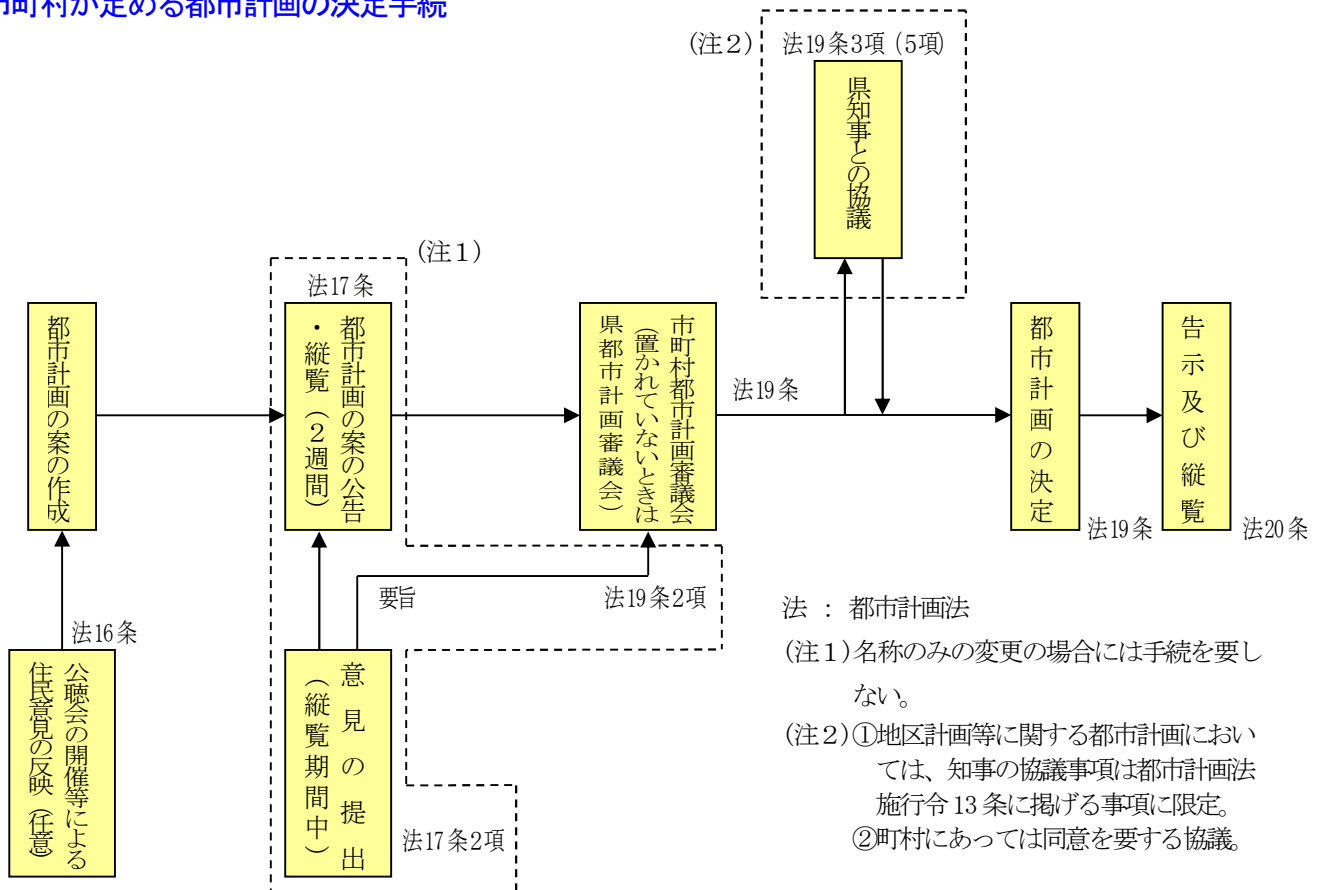 市町村が定める都市計画の決定手続
(注2)
法19条3項 (5項)
県知事との協議
(注1)
法17条
都市計画の案の作成
都市計画の案の公告
・縦覧(2週間)
市町村都市計画審議会
(置かれていないときは
県都市計画審議会)
法19条
都市計画の決定
法19条
告示及び縦覧
法20条
要旨
法19条2項
法16条
公聴会の開催等による
住民意見の反映(任意)
意見の提出
(縦覧期間中)
法17条2項
法 : 都市計画法
(注1)名称のみの変更の場合には手続を要し
ない。
(注2)①地区計画等に関する都市計画におい
ては、知事の協議事項は都市計画法
施行令13条に掲げる事項に限定。
②町村にあっては同意を要する協議。